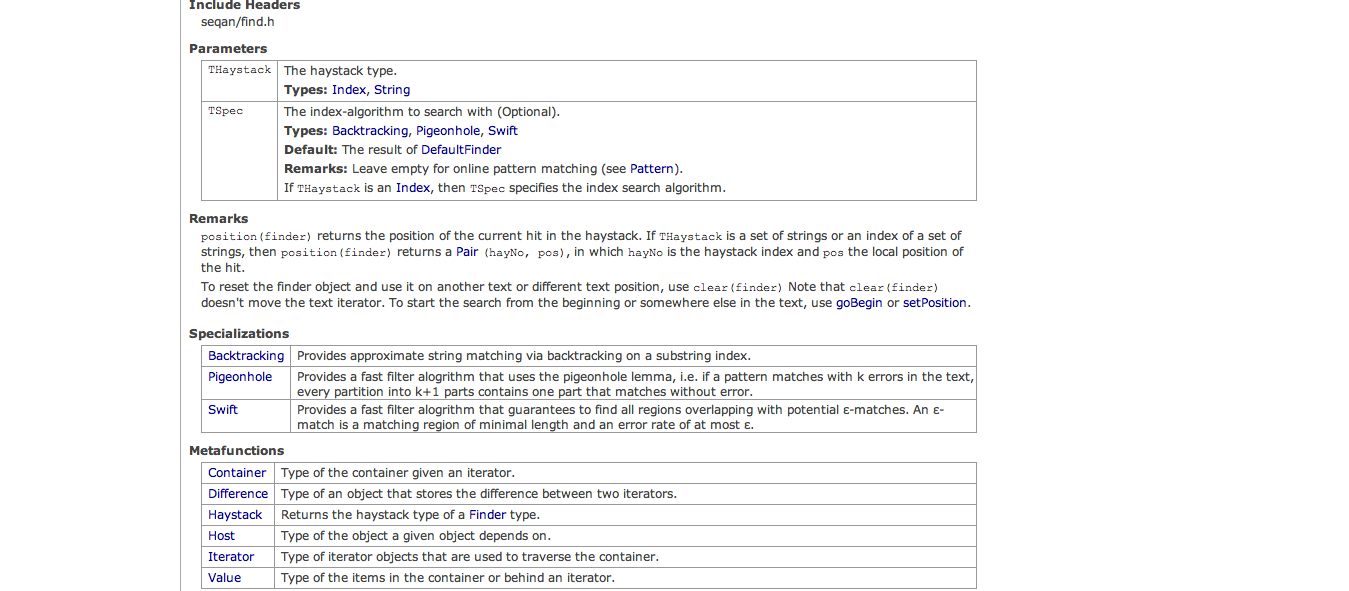 Include Headers
seqan/find.h
Parameters
THaystack The haystack type.
Types: Index, String
TSpec The index-algorithm to search with (Optional).
Types: Backtracking, Pigeonhole, Swift
Default: The result of DefaultFinder
Remarks: Leave empty for online pattern matching (see Pattern).
If THaystack is an Index, then TSpec specifies the index search algorithm.
Remarks
position(finder) returns the position of the current hit in the haystack. If THaystack is a set of strings or an index of a set of
strings, then position(finder) returns a Pair (hayNo, pos), in which hayNo is the haystack index and pos the local position of
the hit.
To reset the finder object and use it on another text or different text position, use clear(finder) Note that clear(finder)
doesn't move the text iterator. To start the search from the beginning or somewhere else in the text, use goBegin or setPosition.
Specializations
Backtracking Provides approximate string matching via backtracking on a substring index.
Pigeonhole Provides a fast filter alogrithm that uses the pigeonhole lemma, i.e. if a pattern matches with k errors in the text,
every partition into k+1 parts contains one part that matches without error.
Swift Provides a fast filter alogrithm that guarantees to find all regions overlapping with potential ε-matches. An ε-
match is a matching region of minimal length and an error rate of at most ε.
Metafunctions
Container Type of the container given an iterator.
Difference Type of an object that stores the difference between two iterators.
Haystack Returns the haystack type of a Finder type.
Host Type of the object a given object depends on.
Iterator Type of iterator objects that are used to traverse the container.
Value Type of the items in the container or behind an iterator.